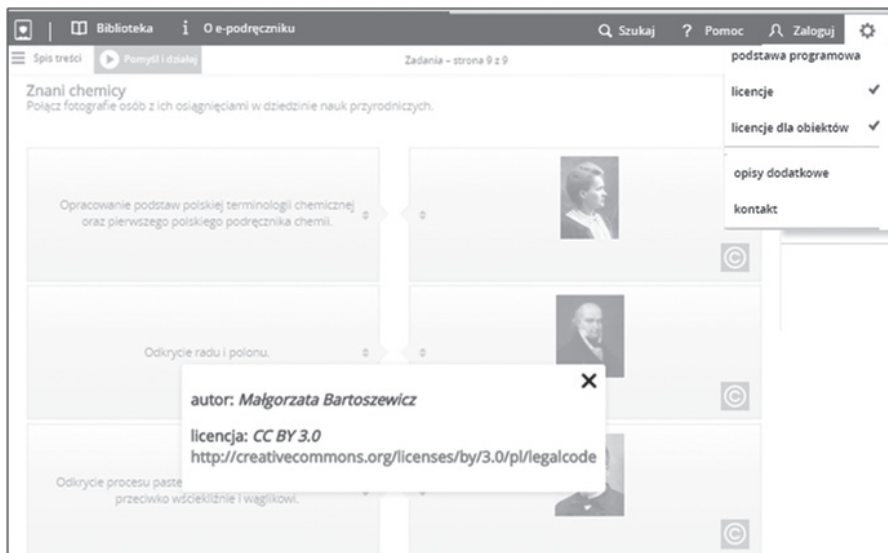 Biblioteka i O e-podręczniku Szukaj ? Pomoc Zaloguj
Spis treści Pomyśl i działaj Zadania – strona 9 z 9
podstawa programowa
licencje
licencje dla obiektów
opisy dodatkowe
kontakt
Znani chemicy
Połącz fotografie osób z ich osiągnięciami w dziedzinie nauk przyrodniczych.
Opracowanie podstaw polskiej terminologii chemicznej
oraz pierwszego polskiego podręcznika chemii.
©
Odkrycie radu i polonu.
©
autor: Małgorzata Bartoszewicz
licencja: CC BY 3.0
http://creativecommons.org/licenses/by/3.0/pl/legalcode
Odkrycie procesu
przeciwko wściekliźnie i wąglikowi.
©